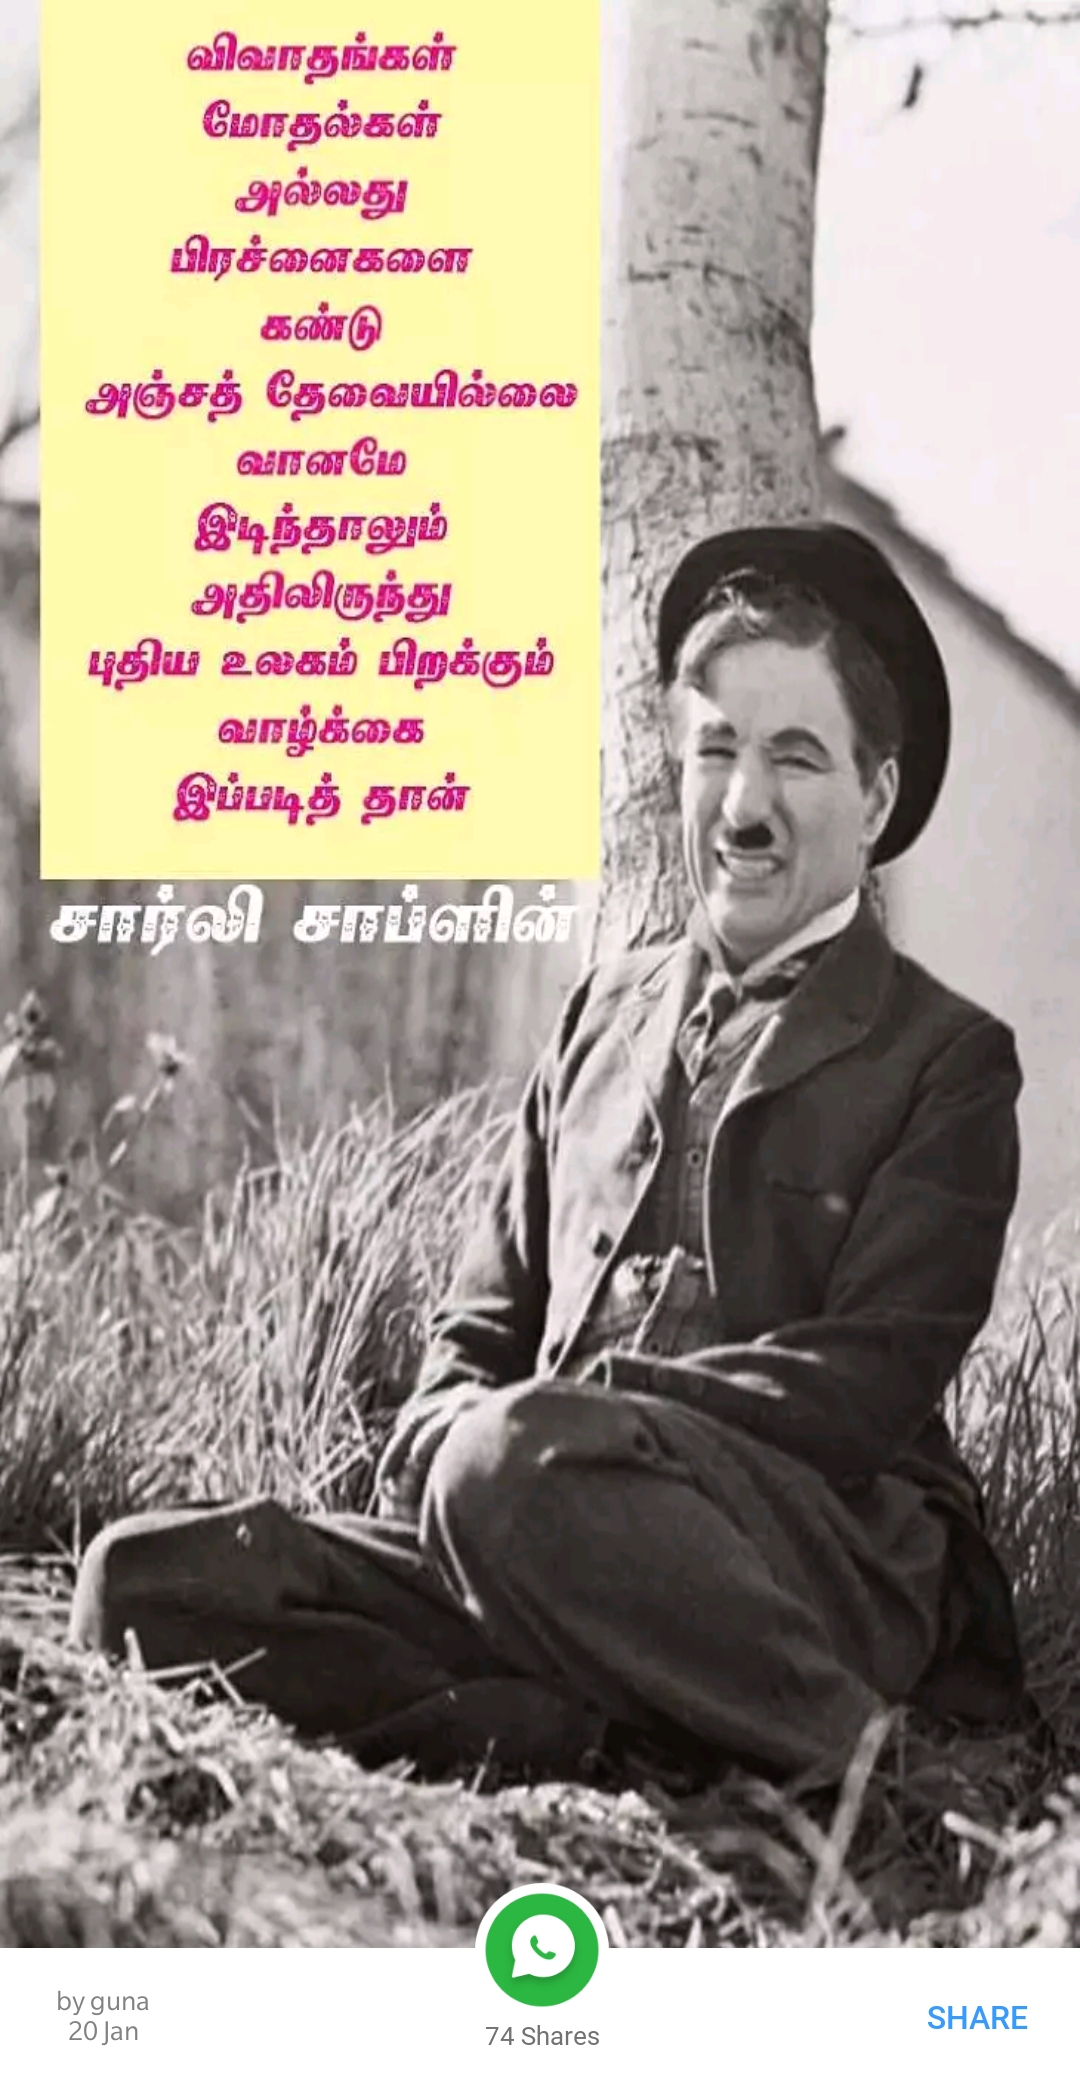 விவாதங்கள்
மோதல்கள்
அல்லது
பிரச்னைகளை
கண்டு
அஞ்சத் தேவையில்லை
வானமே
இடிந்தாலும்
அதிலிருந்து
புதிய உலகம் பிறக்கும்
வாழ்க்கை
இப்படித் தான்
சார்லி சாப்ளின்
by guna
20 Jan
74 Shares
SHARE